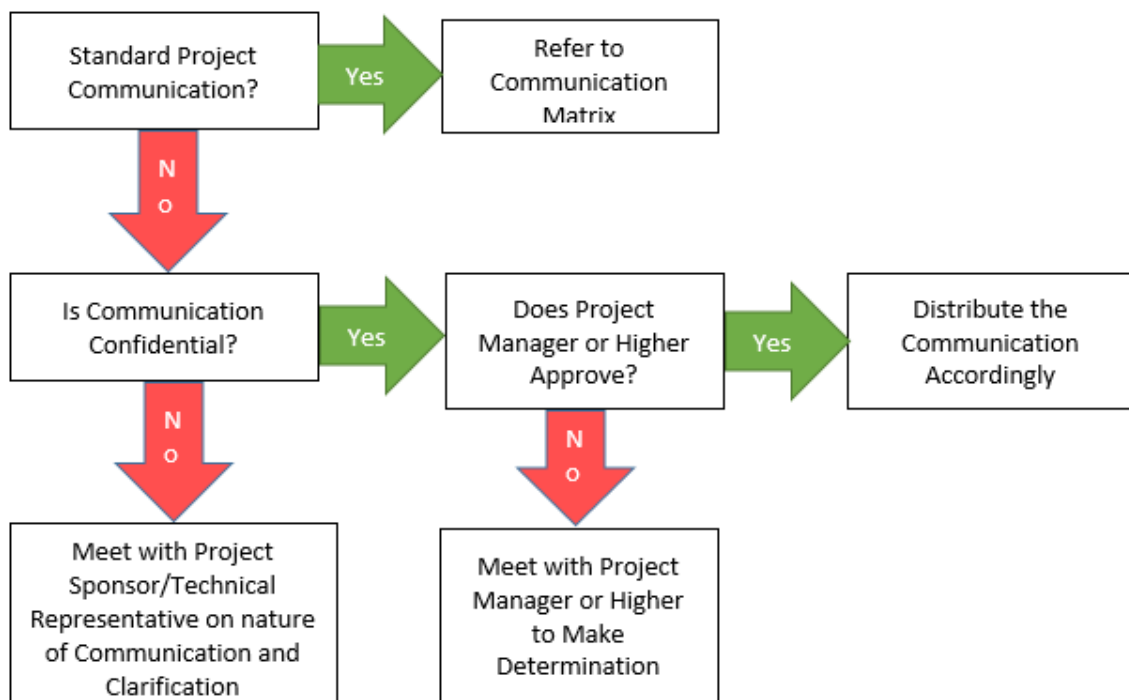 Standard Project
Communication?
Yes
Refer to
Communication
Matrix
N
o
Is Communication
Confidential?
Yes
Does Project
Manager or Higher
Approve?
Yes
Distribute the
Communication
Accordingly
N
o
N
o
Meet with Project
Sponsor/Technical
Representative on nature
of Communication and
Clarification
Meet with Project
Manager or Higher
to Make
Determination